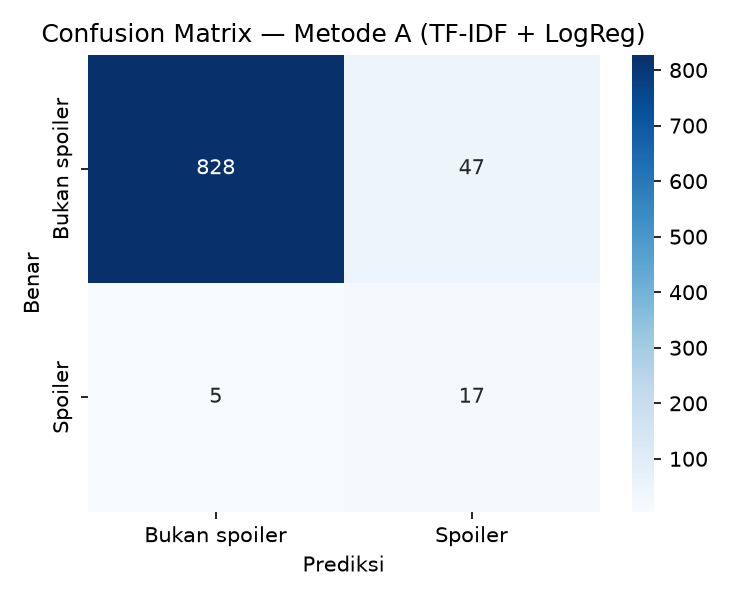 Confusion Matrix — Metode A (TF-IDF + LogReg)
Benar
Bukan spoiler
828
47
Spoiler
5
17
Bukan spoiler
Spoiler
Prediksi
800
700
600
500
400
300
200
100